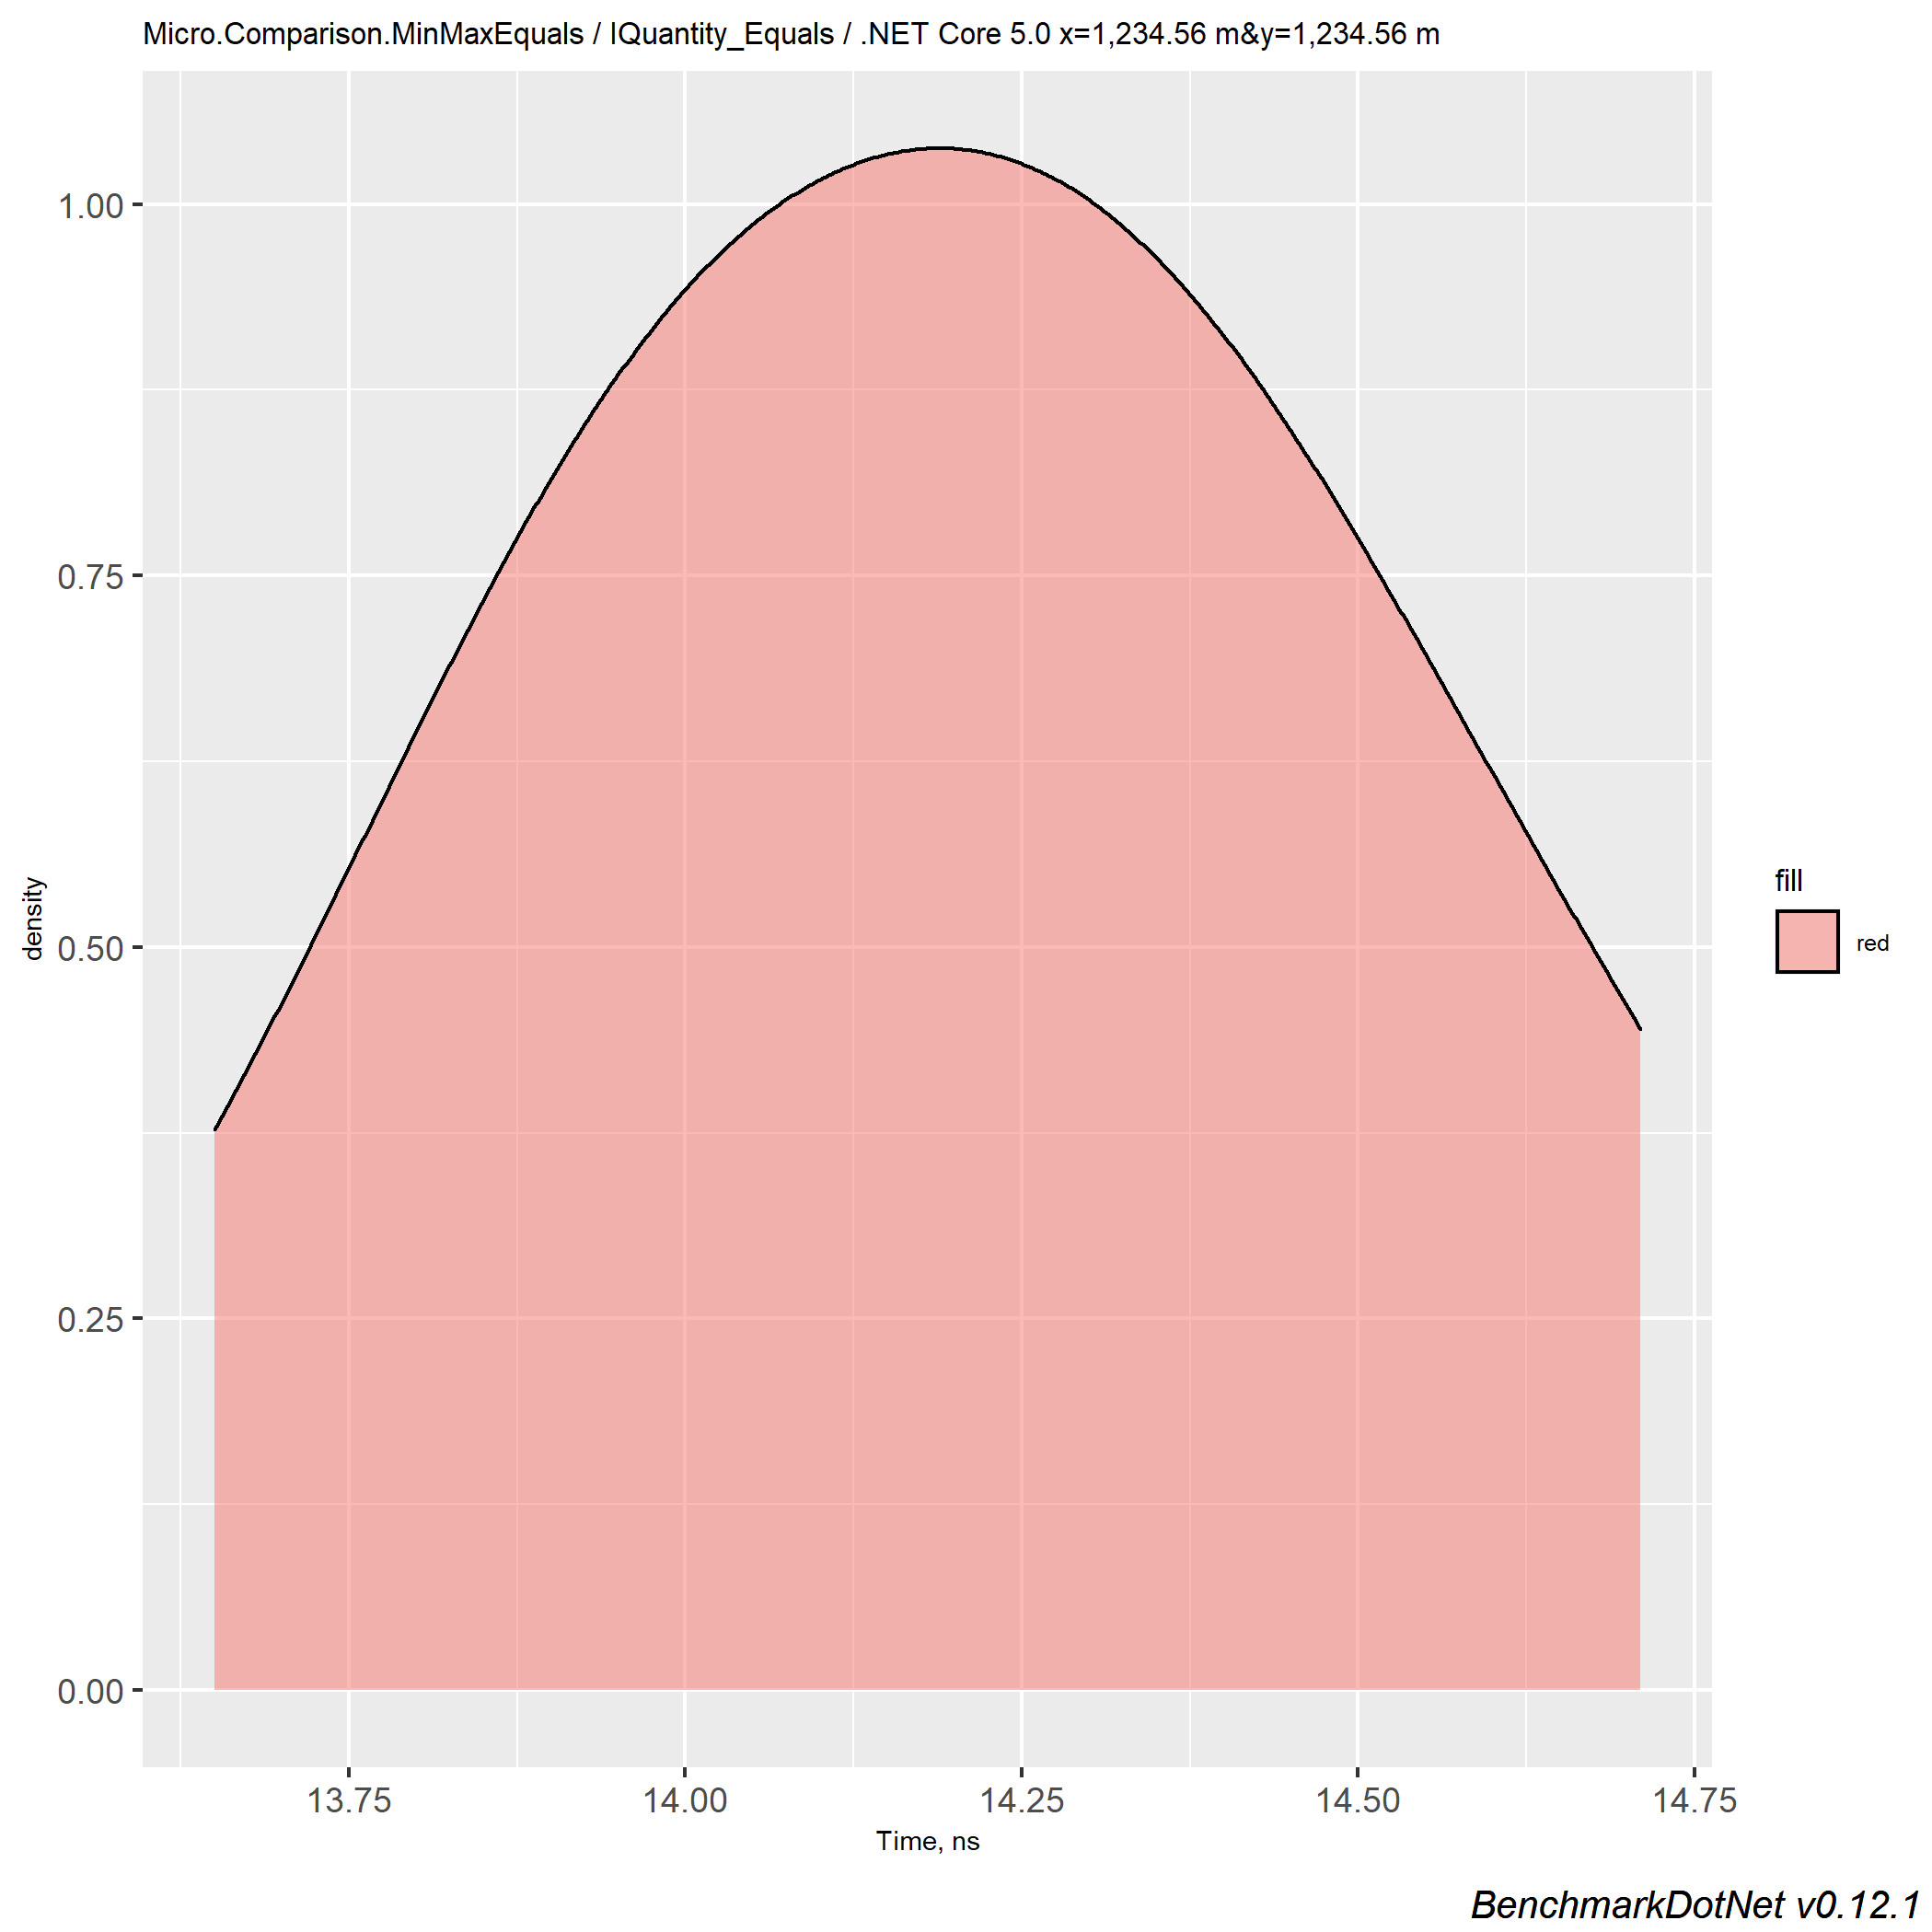 Micro.Comparison.MinMaxEquals / IQuantity_Equals / .NET Core 5.0 x=1,234.56 m&y=1,234.56 m
1.00
0.75
0.50
0.25
0.00
density
13.75 14.00 14.25 14.50 14.75
Time, ns
fill
red
BenchmarkDotNet v0.12.1